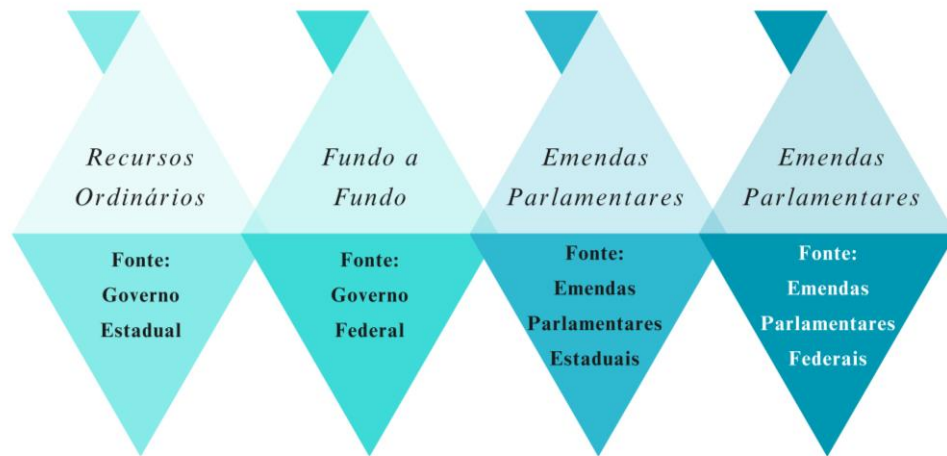 Recursos
Ordinários
Fonte:
Governo
Estadual
Fundo a
Fundo
Fonte:
Governo
Federal
Emendas
Parlamentares
Fonte:
Emendas
Parlamentares
Estaduais
Emendas
Parlamentares
Fonte:
Emendas
Parlamentares
Federais